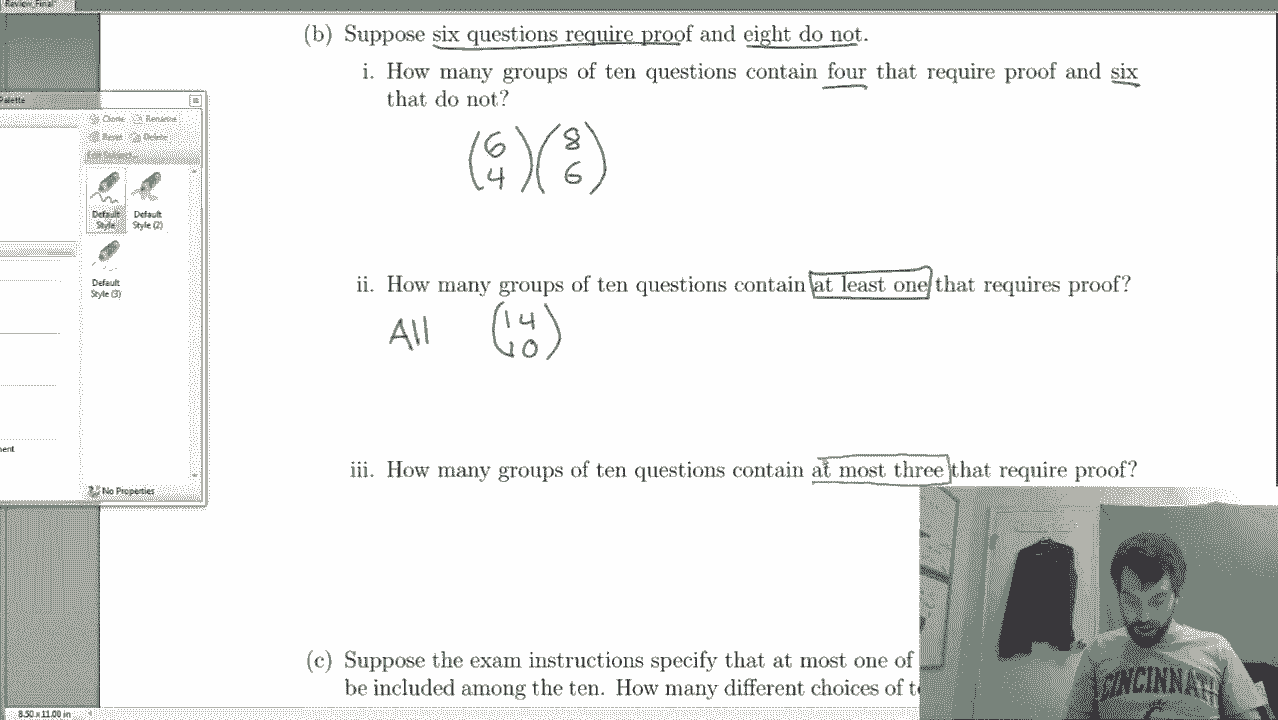 Review_Final
(b) Suppose six questions require proof and eight do not.
i. How many groups of ten questions contain four that require proof and six
that do not?
Palette
Clone Rename
Reset Delete
Default Style
Default Style (2)
Default Style (3)
(6 4)(8 6)
ii. How many groups of ten questions contain at least one that requires proof?
All (14 10)
ment
iii. How many groups of ten questions contain at most three that require proof?
No Properties
(c) Suppose the exam instructions specify that at most one of
be included among the ten. How many different choices of t
CINCINNATI
8.50 x 11.00 in